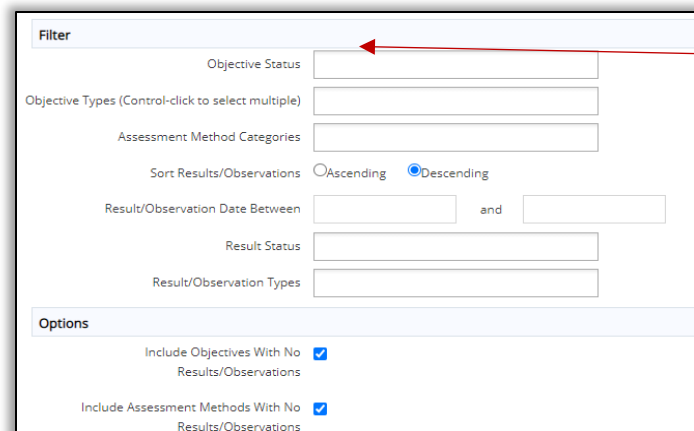 Filter
Objective Status
Objective Types (Control-click to select multiple)
Assessment Method Categories
Sort Results/Observations Ascending Descending
Result/Observation Date Between and
Result Status
Result/Observation Types
Options
Include Objectives With No
Results/Observations
Include Assessment Methods With No
Results/Observations